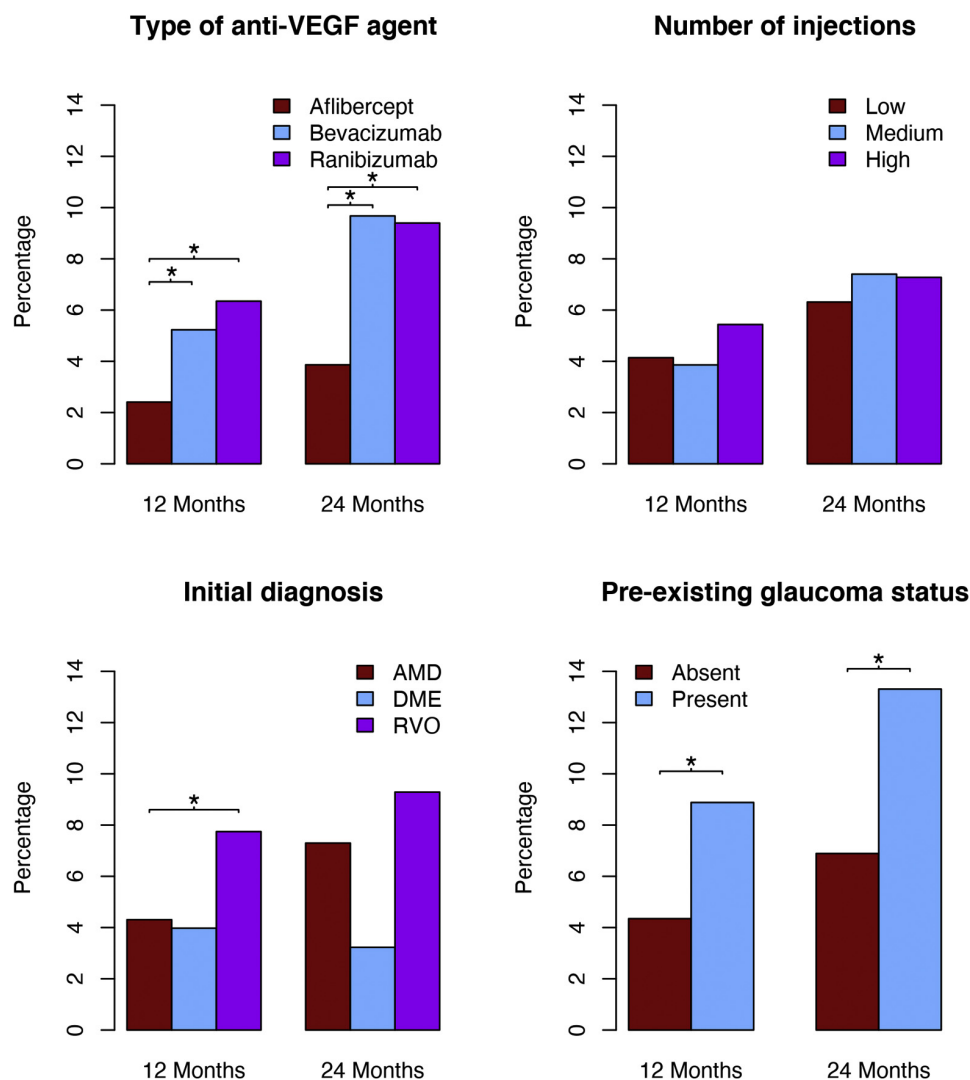 Type of anti-VEGF agent
Percentage
0 2 4 6 8 10 12 14
Aflibercept
Bevacizumab
Ranibizumab
* * * *
12 Months 24 Months
Number of injections
Percentage
0 2 4 6 8 10 12 14
Low
Medium
High
12 Months 24 Months
Initial diagnosis
Percentage
0 2 4 6 8 10 12 14
AMD
DME
RVO
*
12 Months 24 Months
Pre-existing glaucoma status
Percentage
0 2 4 6 8 10 12 14
Absent
Present
* *
12 Months 24 Months